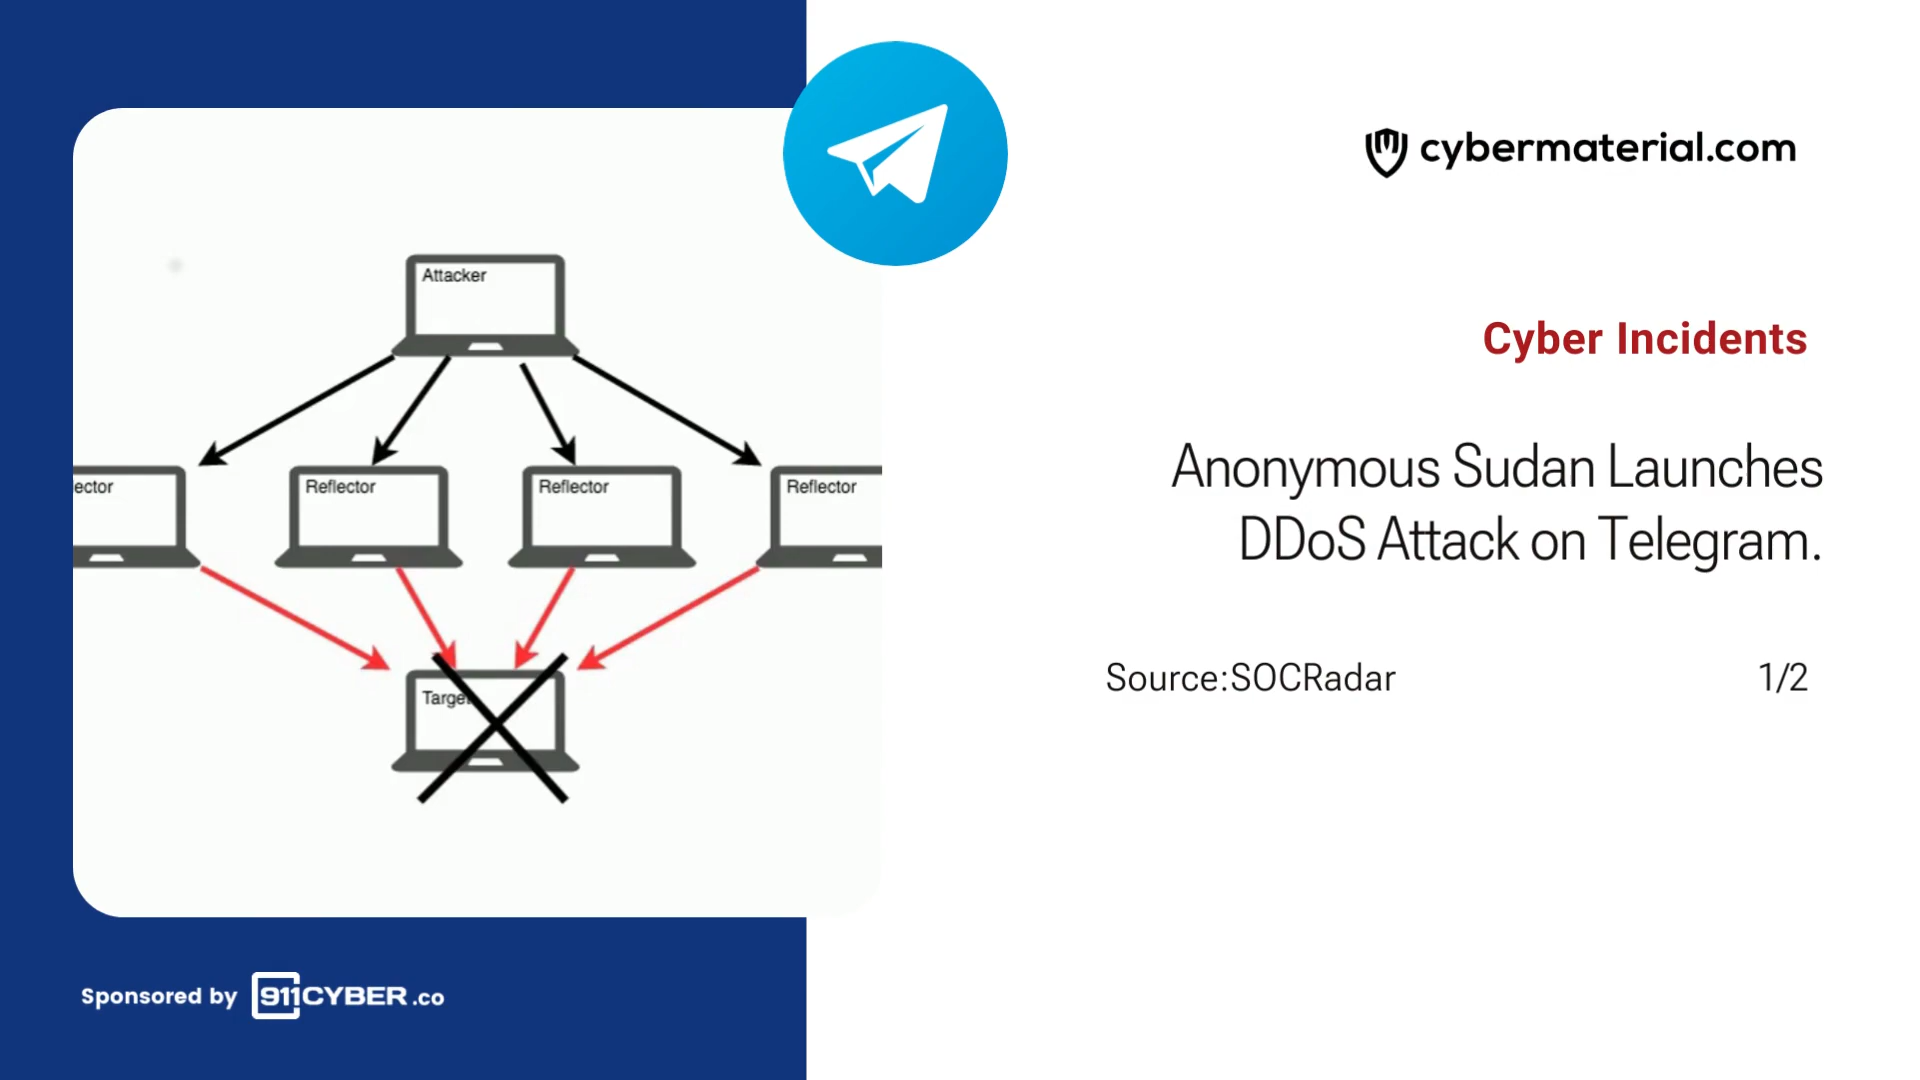 cybermaterial.com
Attacker
ector
Reflector
Reflector
Reflector
Target
Cyber Incidents
Anonymous Sudan Launches
DDoS Attack on Telegram.
Source:SOCRadar
1/2
Sponsored by 911CYBER.co